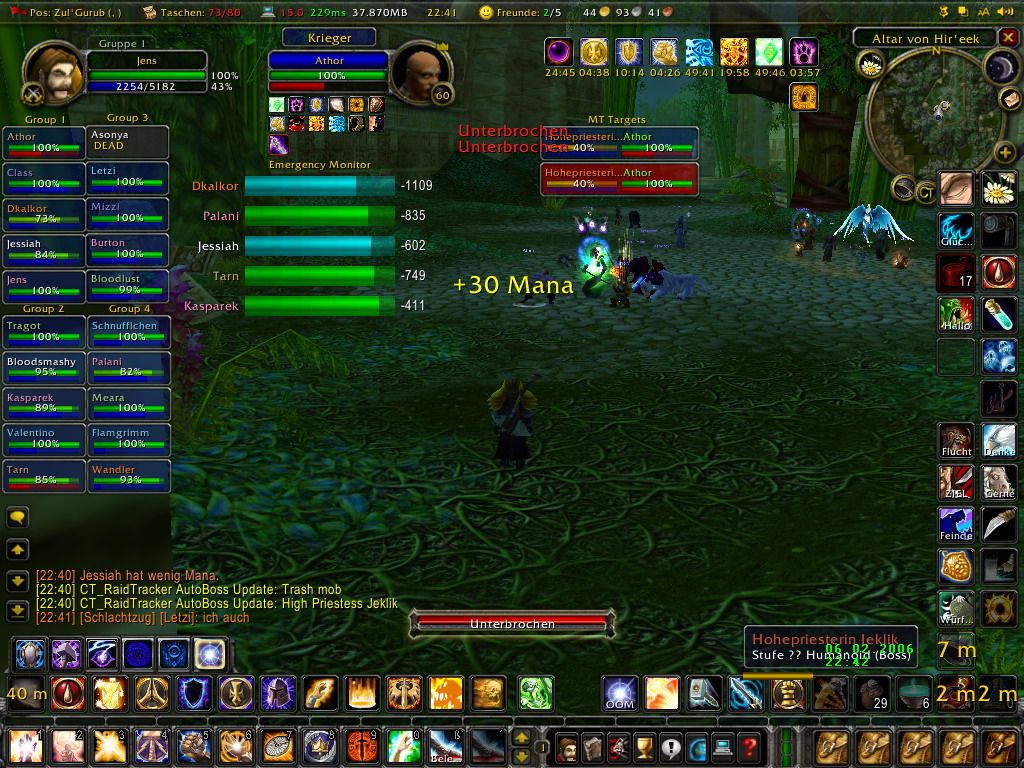 Pos: Zul'Gurub (, ) Taschen: 73/80 15.0 229ms 37.870MB 22:41 Freunde: 2/5 44 93 41
Krieger
Altar von Hir'eek
N
Gruppe 1
Jens
100%
2254/5182 43%
Athor
100%
60
24:45 04:38 10:14 04:26 49:41 19:58 49:46 03:57
MT Targets
Unterbrochen
Unterbrochen
Hohepriesteri... Athor
40% 100%
Hohepriesteri... Athor
40% 100%
Emergency Monitor
Dkalkor -1109
Palani -835
Jessiah -602
Tarn -749
Kasparek -411
Group 1
Athor
100%
Class
100%
Dkalkor
73%
Jessiah
84%
Jens
100%
Group 3
Asonya
DEAD
Letzi
100%
Mizzi
100%
Burton
100%
Bloodlust
99%
Group 2
Tragot
100%
Bloodsmashy
95%
Kasparek
89%
Valentino
100%
Tarn
85%
Group 4
Schnufflchen
100%
Palani
82%
Meara
100%
Flamgrimm
100%
Wandler
93%
+30 Mana
CT
17
Hallo
Flucht
Danke
ZIEL
Gerne
Feinde
[22:40] Jessiah hat wenig Mana.
[22:40] CT_RaidTracker AutoBoss Update: Trash mob
[22:40] CT_RaidTracker AutoBoss Update: High Priestess Jeklik
[22:41] [Schlachtzug] [Letzi]: ich auch
Unterbrochen
Hohepriesterin Jeklik
Stufe ?? Humanoid (Boss)
06.02.2006
22:42
7 m
40 m
OOM
29
6
2 m 2 m